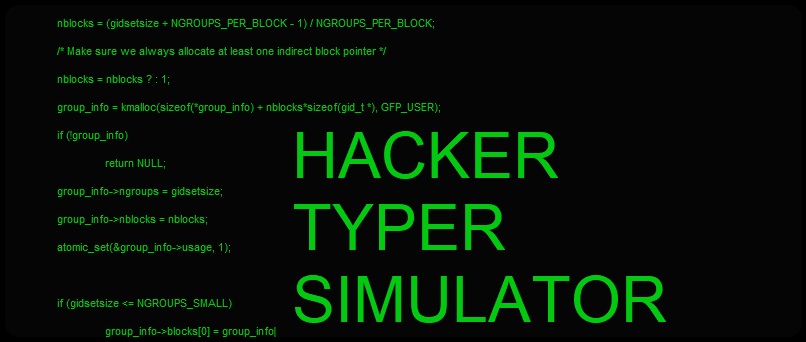 nblocks = (gidsetsize + NGROUPS_PER_BLOCK - 1) / NGROUPS_PER_BLOCK;
/* Make sure we always allocate at least one indirect block pointer */
nblocks = nblocks ? : 1;
group_info = kmalloc(sizeof(*group_info) + nblocks*sizeof(gid_t *), GFP_USER);
if (!group_info)
return NULL;
group_info->ngroups = gidsetsize;
group_info->nblocks = nblocks;
atomic_set(&group_info->usage, 1);
if (gidsetsize <= NGROUPS_SMALL)
group_info->blocks[0] = group_info|
HACKER
TYPER
SIMULATOR